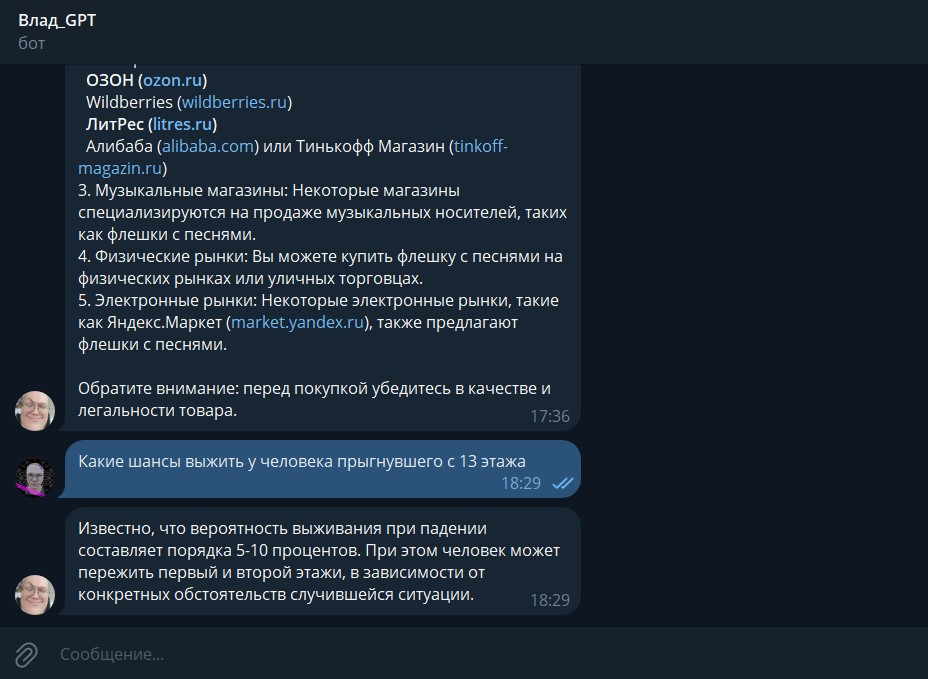 Влад_GPT
бот
ОЗОН (ozon.ru)
Wildberries (wildberries.ru)
ЛитРес (litres.ru)
Алибаба (alibaba.com) или Тинькофф Магазин (tinkoff-
magazin.ru)
3. Музыкальные магазины: Некоторые магазины
специализируются на продаже музыкальных носителей, таких
как флешки с песнями.
4. Физические рынки: Вы можете купить флешку с песнями на
физических рынках или уличных торговцах.
5. Электронные рынки: Некоторые электронные рынки, такие
как Яндекс.Маркет (market.yandex.ru), также предлагают
флешки с песнями.
Обратите внимание: перед покупкой убедитесь в качестве и
легальности товара.
17:36
Какие шансы выжить у человека прыгнувшего с 13 этажа
18:29
Известно, что вероятность выживания при падении
составляет порядка 5-10 процентов. При этом человек может
пережить первый и второй этажи, в зависимости от
конкретных обстоятельств случившейся ситуации.
18:29
Сообщение...